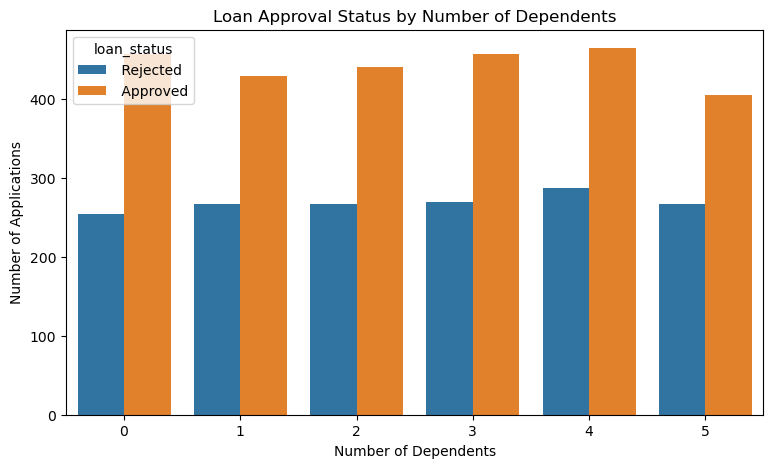 Loan Approval Status by Number of Dependents
loan_status
Rejected
Approved
400
300
200
100
0
Number of Applications
0 1 2 3 4 5
Number of Dependents